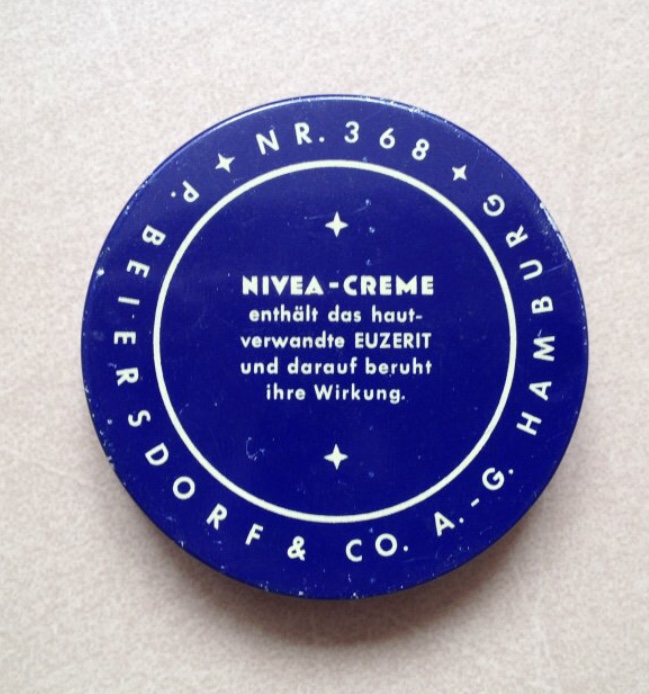 NR. 368
P. BEIERSDORF & CO. A.-G. HAMBURG
NIVEA-CREME
enthält das haut-
verwandte EUZERIT
und darauf beruht
ihre Wirkung.